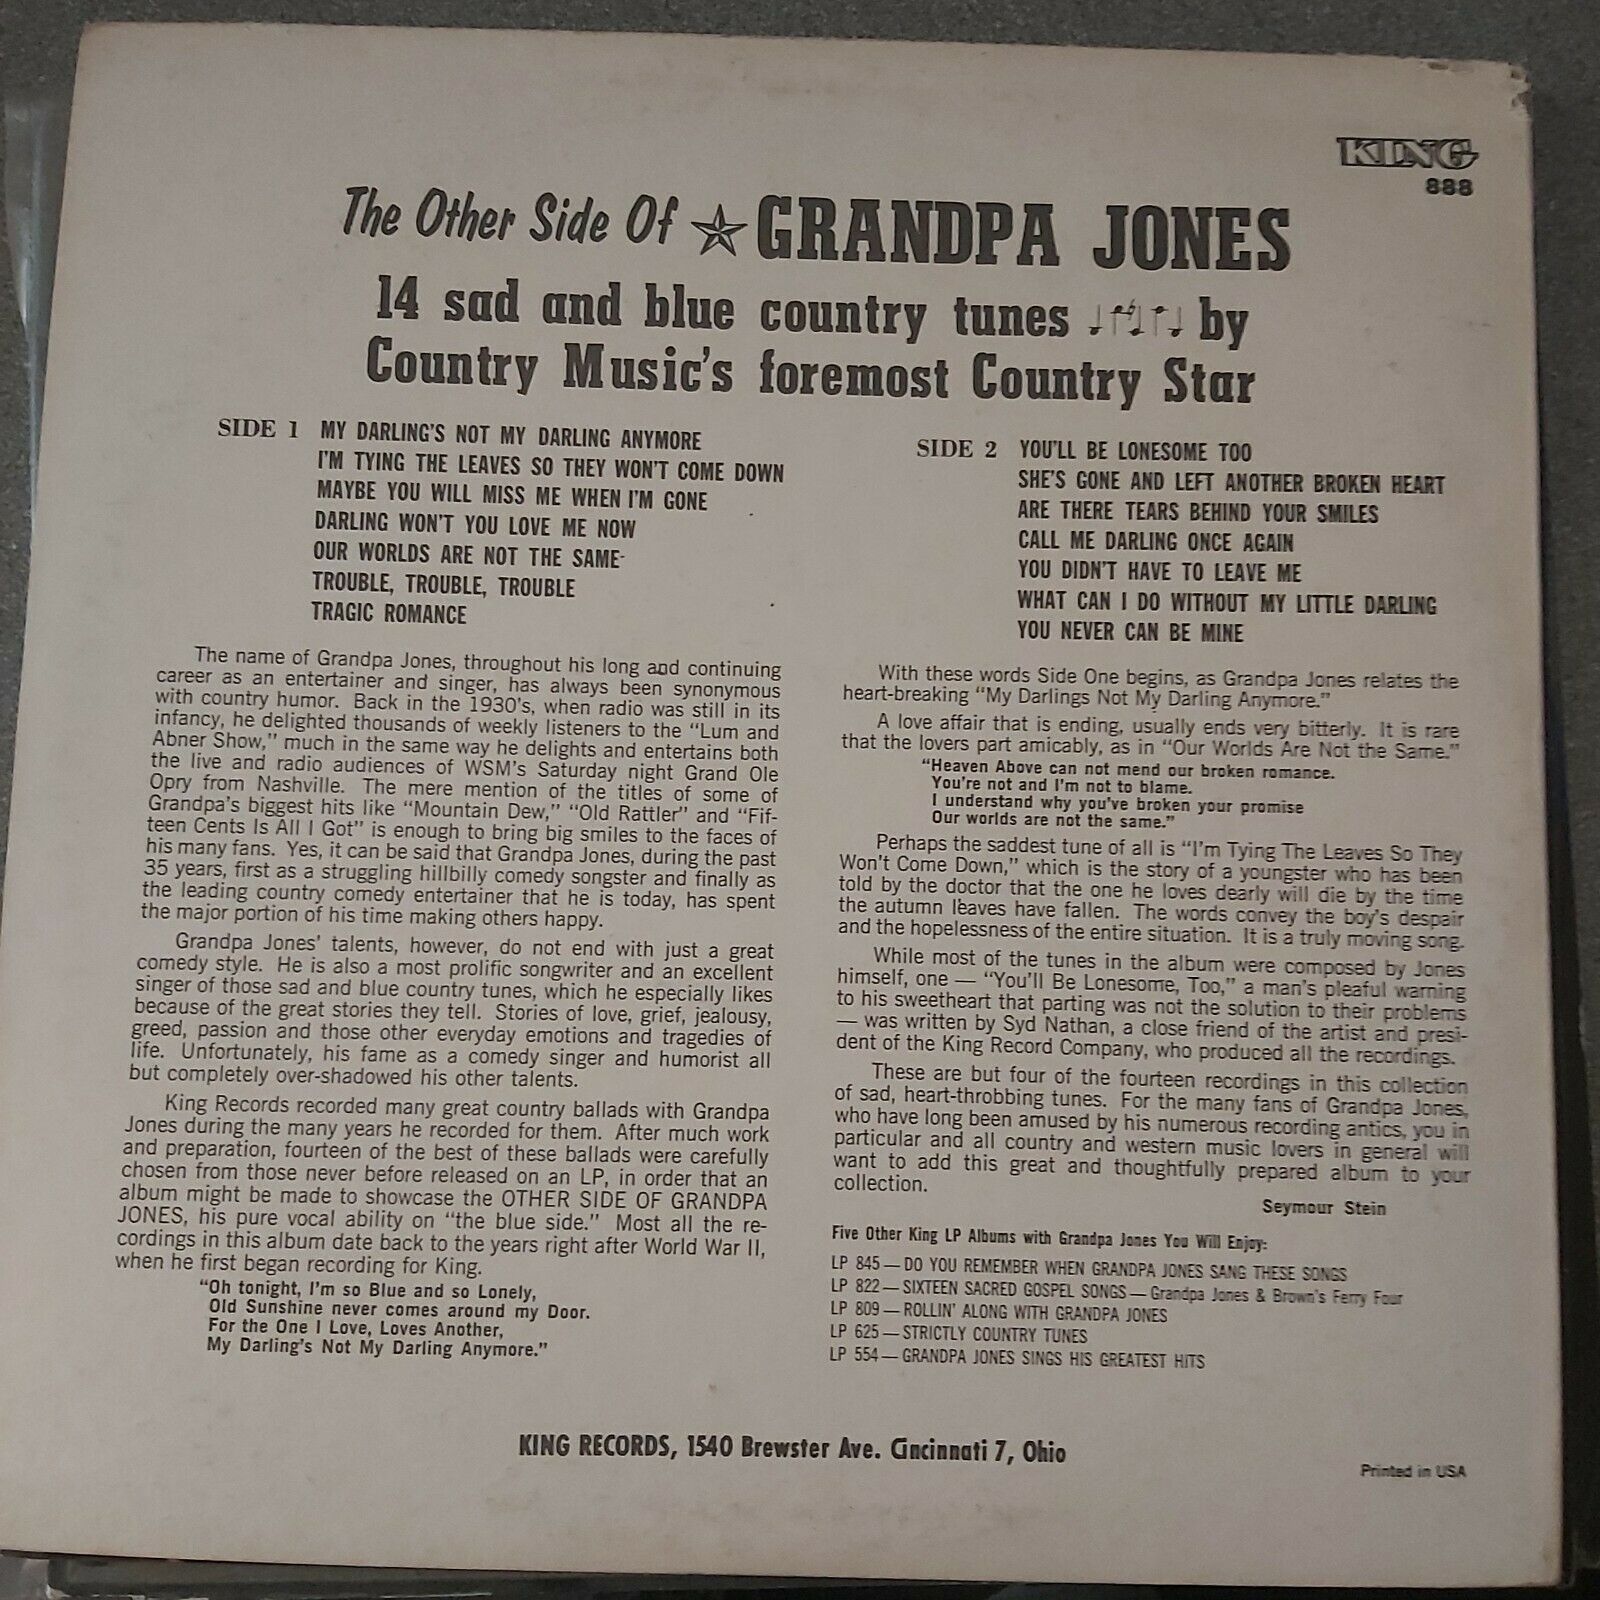 KING
888
The Other Side Of GRANDPA JONES
14 sad and blue country tunes by
Country Music's foremost Country Star
SIDE 1 MY DARLING'S NOT MY DARLING ANYMORE
I'M TYING THE LEAVES SO THEY WON'T COME DOWN
MAYBE YOU WILL MISS ME WHEN I'M GONE
DARLING WON'T YOU LOVE ME NOW
OUR WORLDS ARE NOT THE SAME
TROUBLE, TROUBLE, TROUBLE
TRAGIC ROMANCE
SIDE 2 YOU'LL BE LONESOME TOO
SHE'S GONE AND LEFT ANOTHER BROKEN HEART
ARE THERE TEARS BEHIND YOUR SMILES
CALL ME DARLING ONCE AGAIN
YOU DIDN'T HAVE TO LEAVE ME
WHAT CAN I DO WITHOUT MY LITTLE DARLING
YOU NEVER CAN BE MINE
The name of Grandpa Jones, throughout his long and continuing
career as an entertainer and singer, has always been synonymous
with country humor. Back in the 1930's, when radio was still in its
infancy, he delighted thousands of weekly listeners to the "Lum and
Abner Show," much in the same way he delights and entertains both
the live and radio audiences of WSM's Saturday night Grand Ole
Opry from Nashville. The mere mention of the titles of some of
Grandpa's biggest hits like "Mountain Dew," "Old Rattler" and "Fif-
teen Cents Is All I Got" is enough to bring big smiles to the faces of
his many fans. Yes, it can be said that Grandpa Jones, during the past
35 years, first as a struggling hillbilly comedy songster and finally as
the leading country comedy entertainer that he is today, has spent
the major portion of his time making others happy.
Grandpa Jones' talents, however, do not end with just a great
comedy style. He is also a most prolific songwriter and an excellent
singer of those sad and blue country tunes, which he especially likes
because of the great stories they tell. Stories of love, grief, jealousy,
greed, passion and those other everyday emotions and tragedies of
life. Unfortunately, his fame as a comedy singer and humorist all
but completely over-shadowed his other talents.
King Records recorded many great country ballads with Grandpa
Jones during the many years he recorded for them. After much work
and preparation, fourteen of the best of these ballads were carefully
chosen from those never before released on an LP, in order that an
album might be made to showcase the OTHER SIDE OF GRANDPA
JONES, his pure vocal ability on "the blue side." Most all the re-
cordings in this album date back to the years right after World War II,
when he first began recording for King.
"Oh tonight, I'm so Blue and so Lonely,
Old Sunshine never comes around my Door.
For the One I Love, Loves Another,
My Darling's Not My Darling Anymore."
With these words Side One begins, as Grandpa Jones relates the
heart-breaking "My Darlings Not My Darling Anymore."
A love affair that is ending, usually ends very bitterly. It is rare
that the lovers part amicably, as in "Our Worlds Are Not the Same."
"Heaven Above can not mend our broken romance.
You're not and I'm not to blame.
I understand why you've broken your promise
Our worlds are not the same."
Perhaps the saddest tune of all is "I'm Tying The Leaves So They
Won't Come Down," which is the story of a youngster who has been
told by the doctor that the one he loves dearly will die by the time
the autumn leaves have fallen. The words convey the boy's despair
and the hopelessness of the entire situation. It is a truly moving song.
While most of the tunes in the album were composed by Jones
himself, one — "You'll Be Lonesome, Too," a man's pleaful warning
to his sweetheart that parting was not the solution to their problems
— was written by Syd Nathan, a close friend of the artist and presi-
dent of the King Record Company, who produced all the recordings.
These are but four of the fourteen recordings in this collection
of sad, heart-throbbing tunes. For the many fans of Grandpa Jones,
who have long been amused by his numerous recording antics, you in
particular and all country and western music lovers in general will
want to add this great and thoughtfully prepared album to your
collection.
Seymour Stein
Five Other King LP Albums with Grandpa Jones You Will Enjoy:
LP 845 — DO YOU REMEMBER WHEN GRANDPA JONES SANG THESE SONGS
LP 822 — SIXTEEN SACRED GOSPEL SONGS — Grandpa Jones & Brown's Ferry Four
LP 809 — ROLLIN' ALONG WITH GRANDPA JONES
LP 625 — STRICTLY COUNTRY TUNES
LP 554 — GRANDPA JONES SINGS HIS GREATEST HITS
KING RECORDS, 1540 Brewster Ave. Cincinnati 7, Ohio
Printed in USA